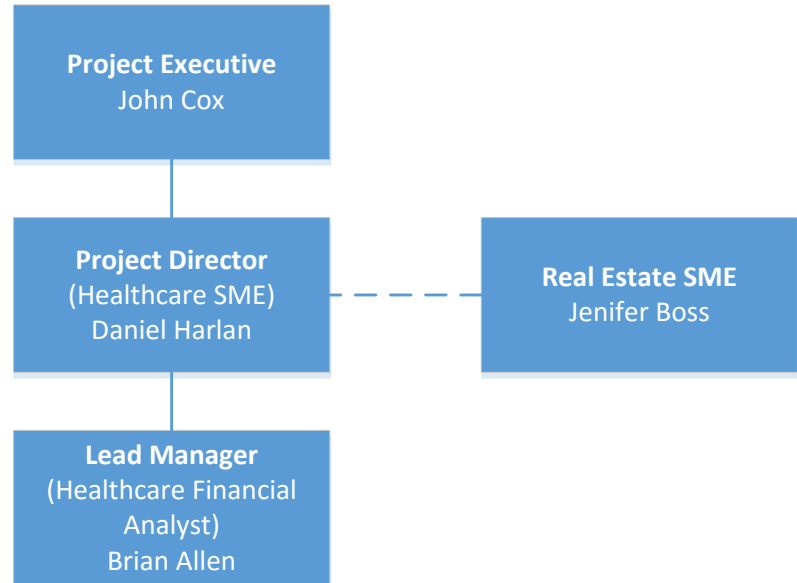 Project Executive
John Cox
Project Director
(Healthcare SME)
Daniel Harlan
Real Estate SME
Jenifer Boss
Lead Manager
(Healthcare Financial
Analyst)
Brian Allen